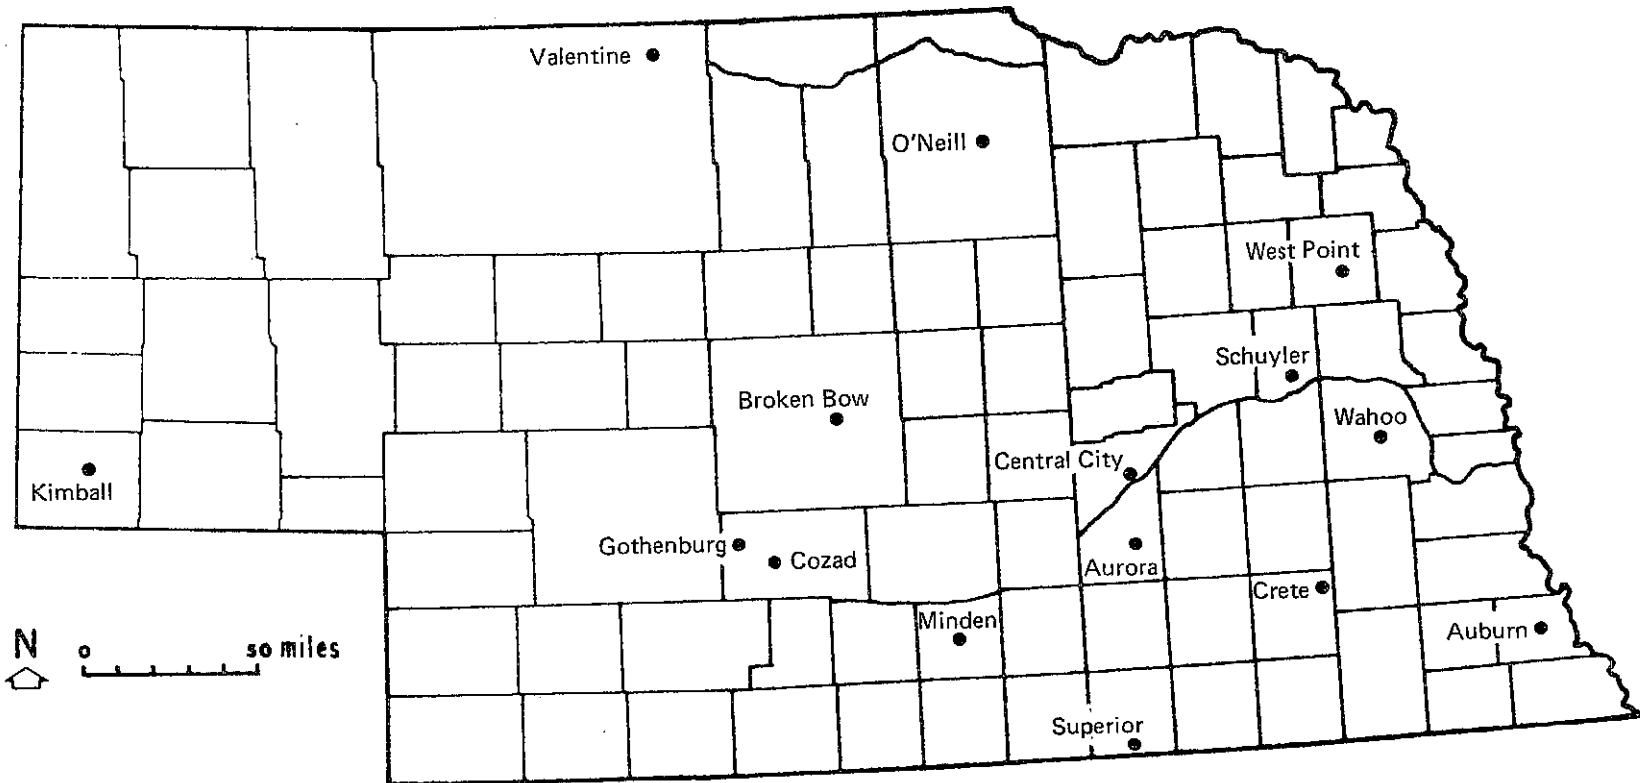 Valentine
O'Neill
West Point
Schuyler
Broken Bow
Wahoo
Central City
Kimball
Gothenburg
Cozad
Aurora
Crete
Minden
Auburn
N
0 50 miles
Superior